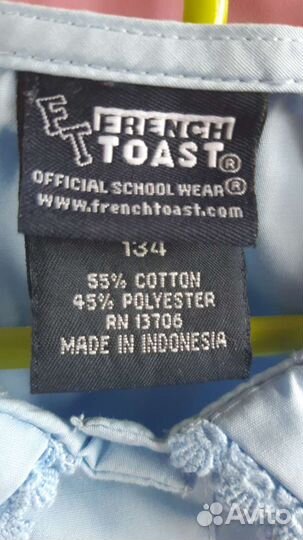 FT FRENCH
TOAST®
OFFICIAL SCHOOL WEAR®
www.frenchtoast.com
134
55% COTTON
45% POLYESTER
RN 13706
MADE IN INDONESIA
Avito